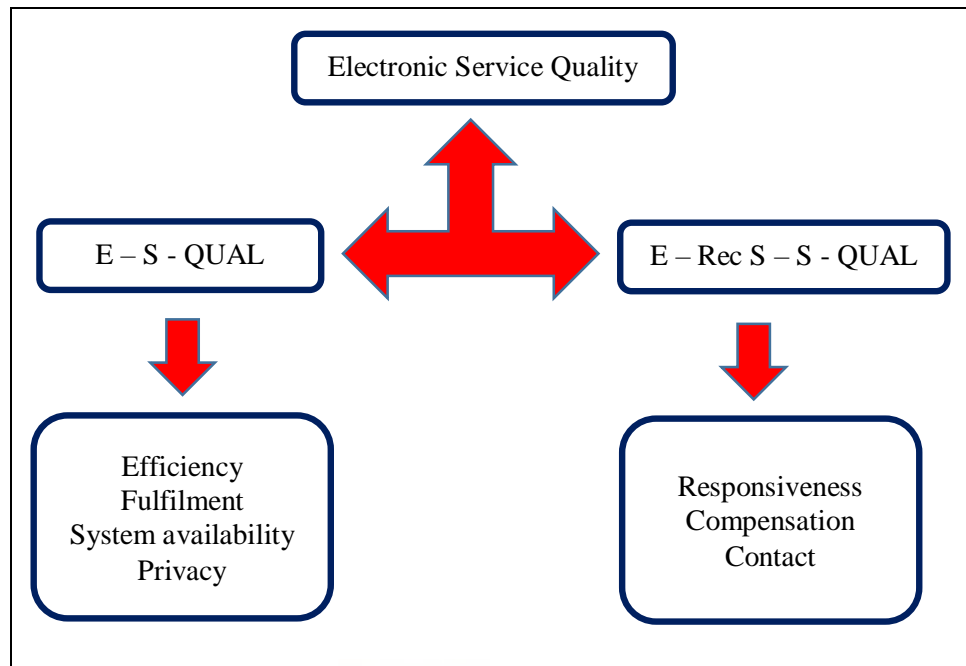 Electronic Service Quality
E – S - QUAL
E – Rec S – S - QUAL
Efficiency
Fulfilment
System availability
Privacy
Responsiveness
Compensation
Contact